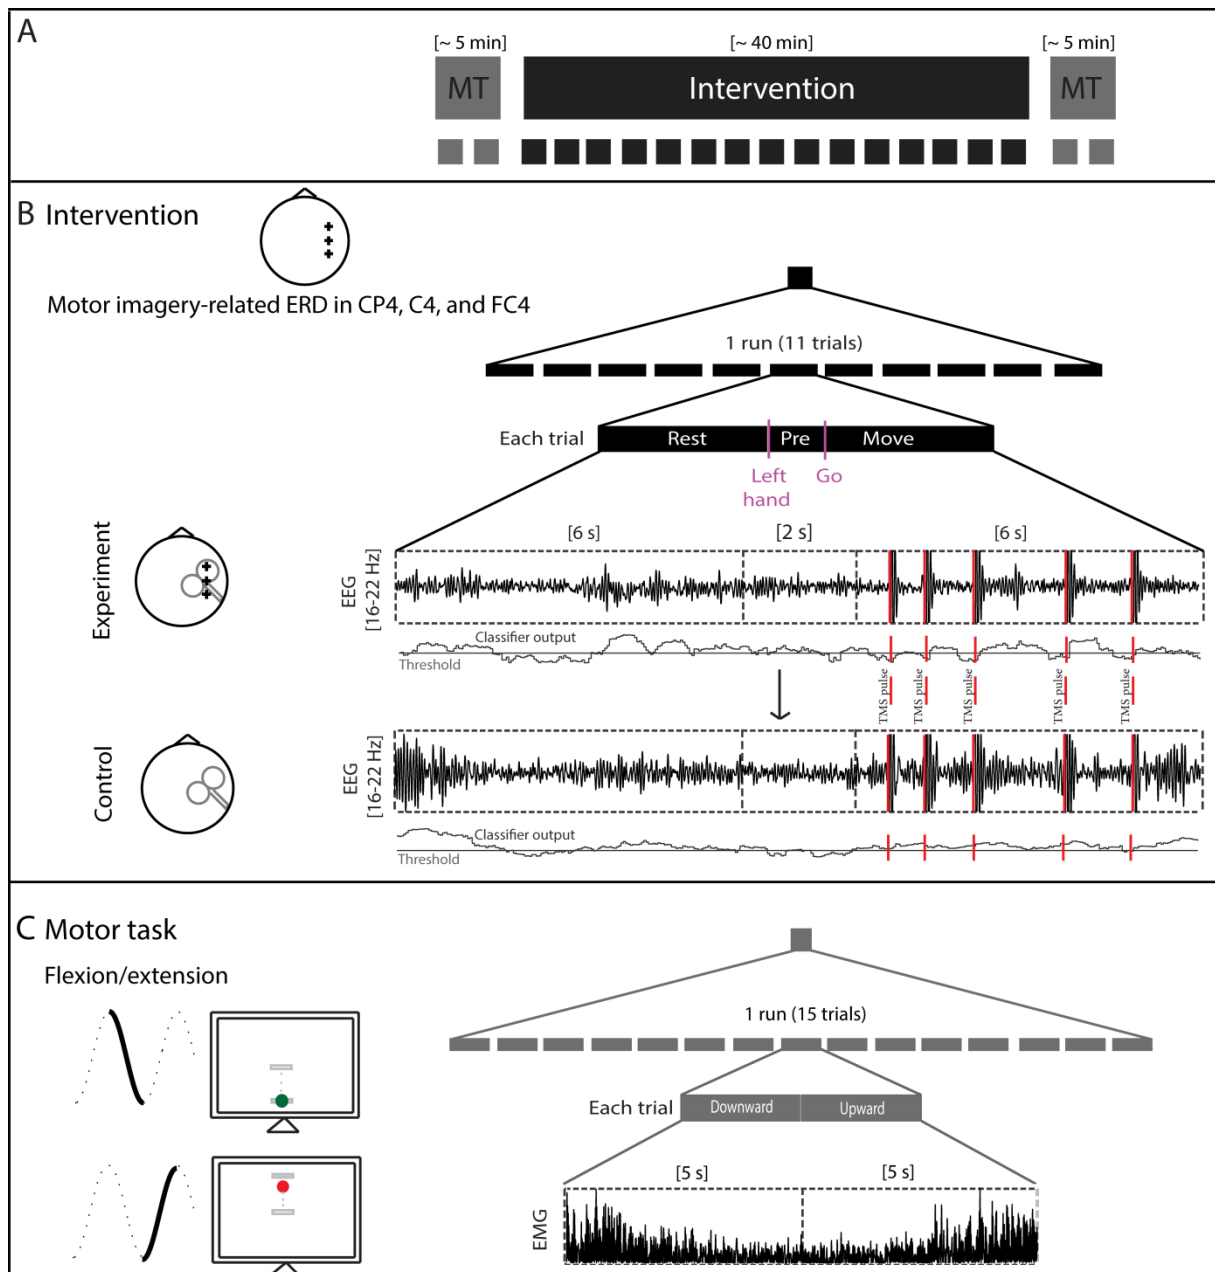 A
[~ 5 min]
[~ 40 min]
[~ 5 min]
MT
Intervention
MT
B Intervention
Motor imagery-related ERD in CP4, C4, and FC4
1 run (11 trials)
Each trial
Rest
Pre
Move
Left
hand
Go
Experiment
EEG
[16-22 Hz]
[6 s]
[2 s]
[6 s]
Classifier output
Threshold
TMS pulse
TMS pulse
TMS pulse
TMS pulse
TMS pulse
Control
EEG
[16-22 Hz]
Classifier output
Threshold
C Motor task
Flexion/extension
1 run (15 trials)
Each trial
Downward
Upward
[5 s]
[5 s]
EMG